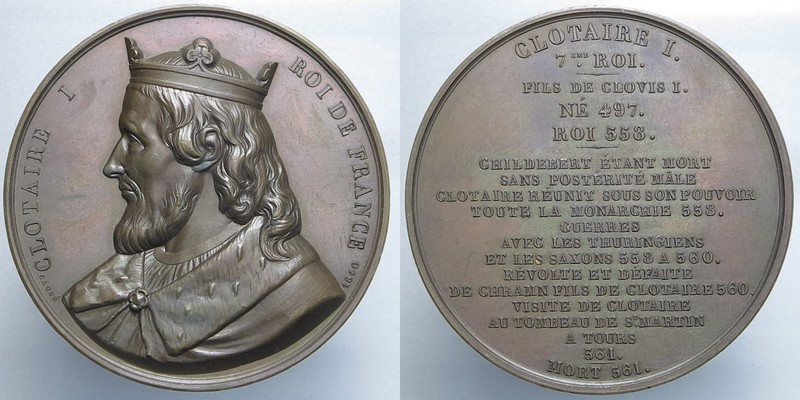 CLOTAIRE I
ROI DE FRANCE
CLOTAIRE I.
7ME ROI.
FILS DE CLOVIS I.
NÉ 497.
ROI 558.
CHILDEBERT ÉTANT MORT
SANS POSTÉRITÉ MÂLE
CLOTAIRE REUNIT SOUS SON POUVOIR
TOUTE LA MONARCHIE 558.
GUERRES
AVEC LES THURINGIENS
ET LES SAXONS 558 A 560.
RÉVOLTE ET DÉFAITE
DE CHRAMN FILS DE CLOTAIRE 560.
VISITE DE CLOTAIRE
AU TOMBEAU DE ST MARTIN
A TOURS
561.
MORT 561.